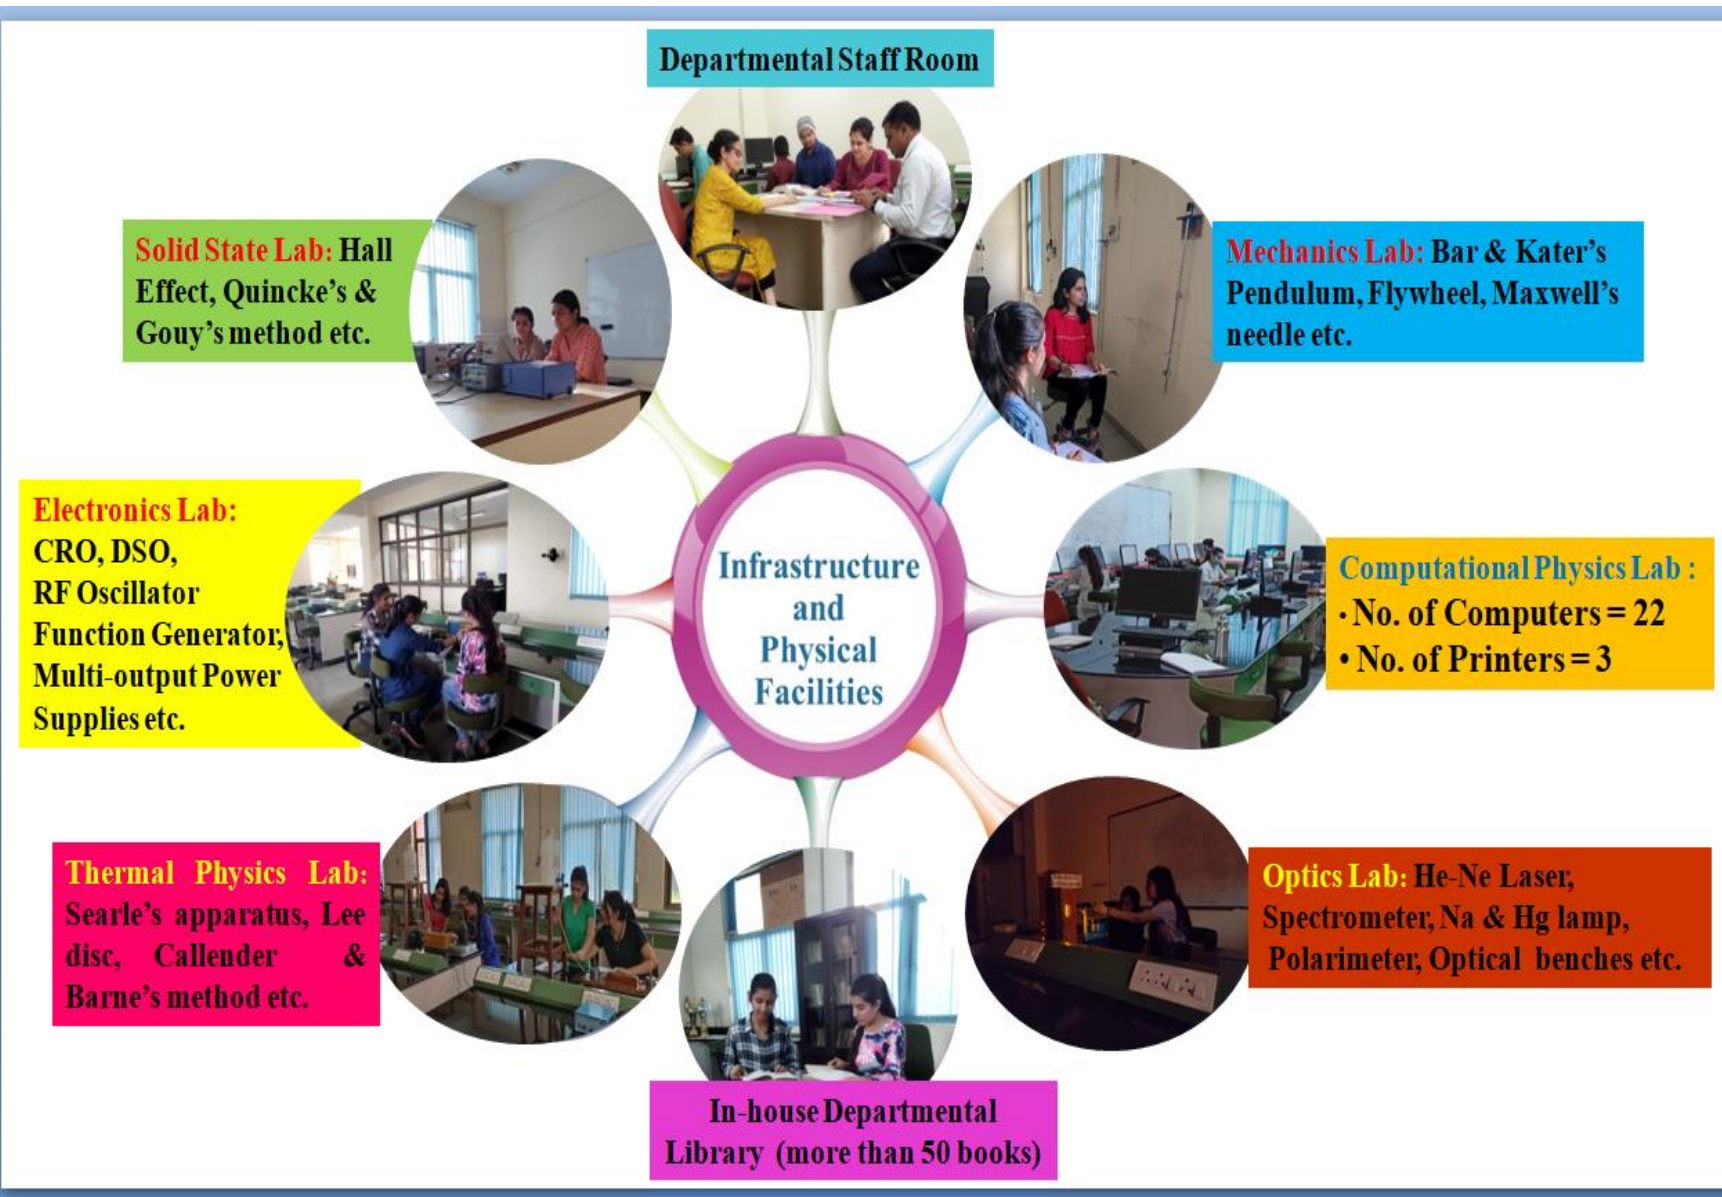 Departmental Staff Room
Solid State Lab: Hall
Effect, Quincke's &
Gouy's method etc.
Mechanics Lab: Bar & Kater's
Pendulum, Flywheel, Maxwell's
needle etc.
Electronics Lab:
CRO, DSO,
RF Oscillator
Function Generator,
Multi-output Power
Supplies etc.
Infrastructure
and
Physical
Facilities
Computational Physics Lab :
• No. of Computers = 22
• No. of Printers = 3
Thermal Physics Lab:
Searle's apparatus, Lee
disc, Callender &
Barne's method etc.
Optics Lab: He-Ne Laser,
Spectrometer, Na & Hg lamp,
Polarimeter, Optical benches etc.
In-house Departmental
Library (more than 50 books)